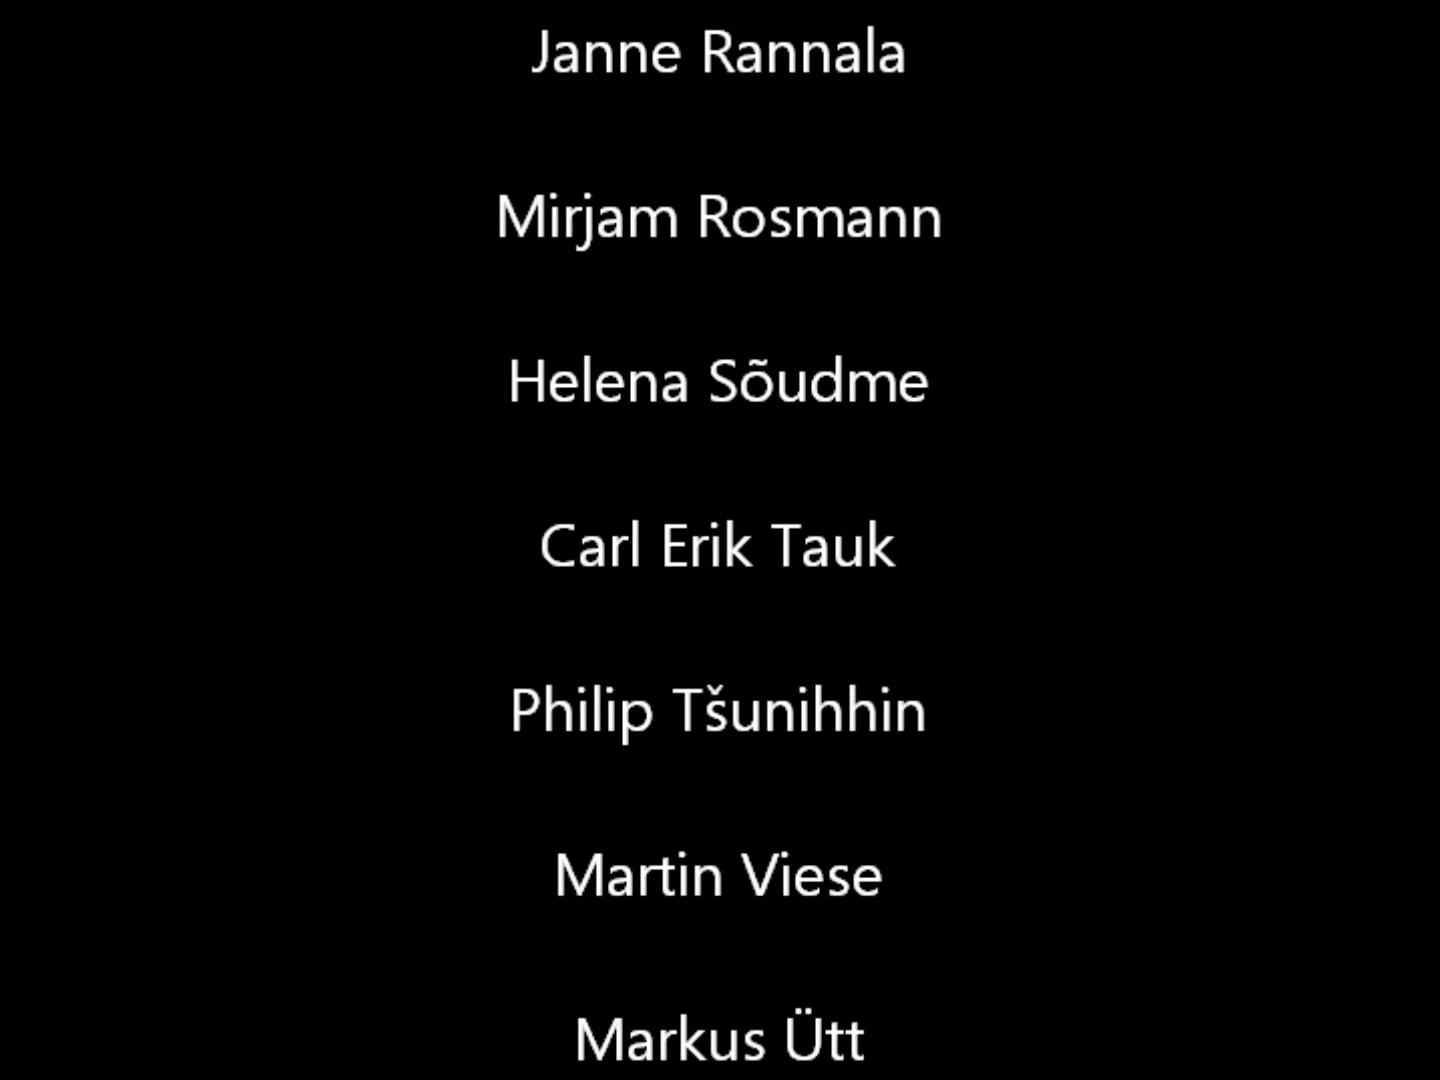 Janne Rannala
Mirjam Rosmann
Helena Sõudme
Carl Erik Tauk
Philip Tšunihhin
Martin Viese
Markus Ütt